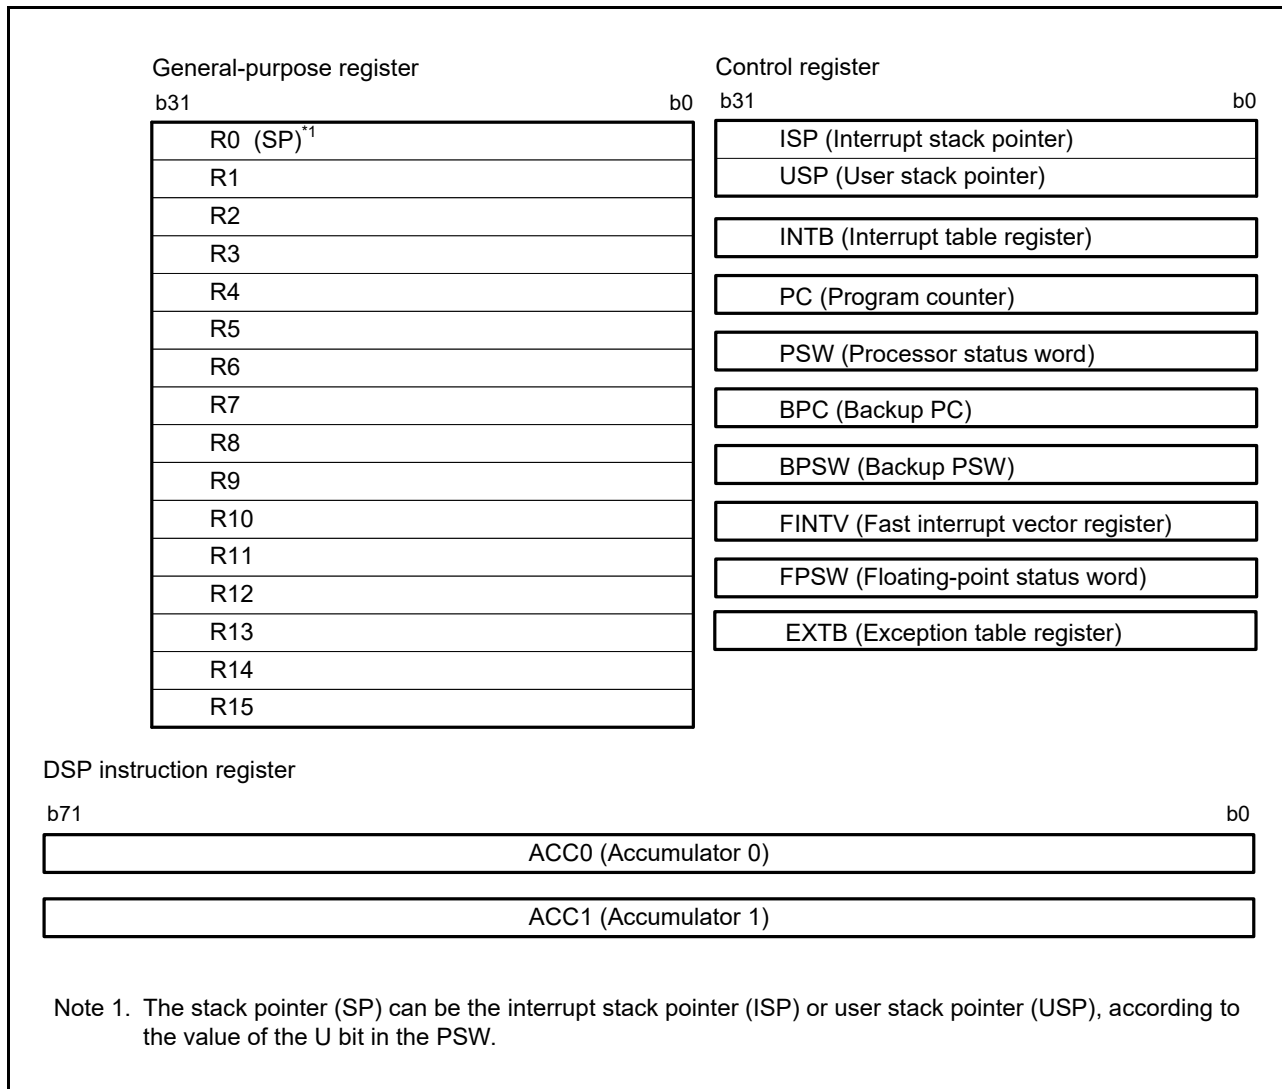 General-purpose register
b31 b0
R0 (SP)*1
R1
R2
R3
R4
R5
R6
R7
R8
R9
R10
R11
R12
R13
R14
R15
Control register
b31 b0
ISP (Interrupt stack pointer)
USP (User stack pointer)
INTB (Interrupt table register)
PC (Program counter)
PSW (Processor status word)
BPC (Backup PC)
BPSW (Backup PSW)
FINTV (Fast interrupt vector register)
FPSW (Floating-point status word)
EXTB (Exception table register)
DSP instruction register
b71 b0
ACC0 (Accumulator 0)
ACC1 (Accumulator 1)
Note 1. The stack pointer (SP) can be the interrupt stack pointer (ISP) or user stack pointer (USP), according to
the value of the U bit in the PSW.